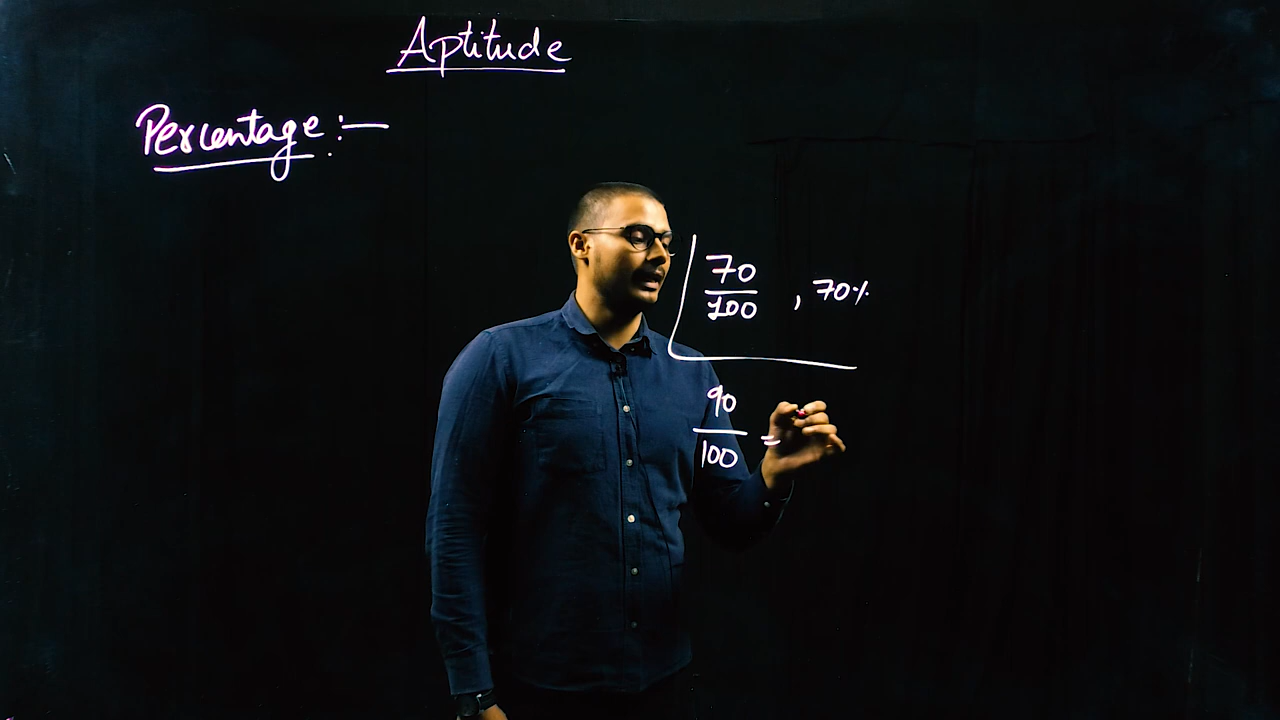 Aptitude
Percentage :-
70
100 , 70%
90
100 =